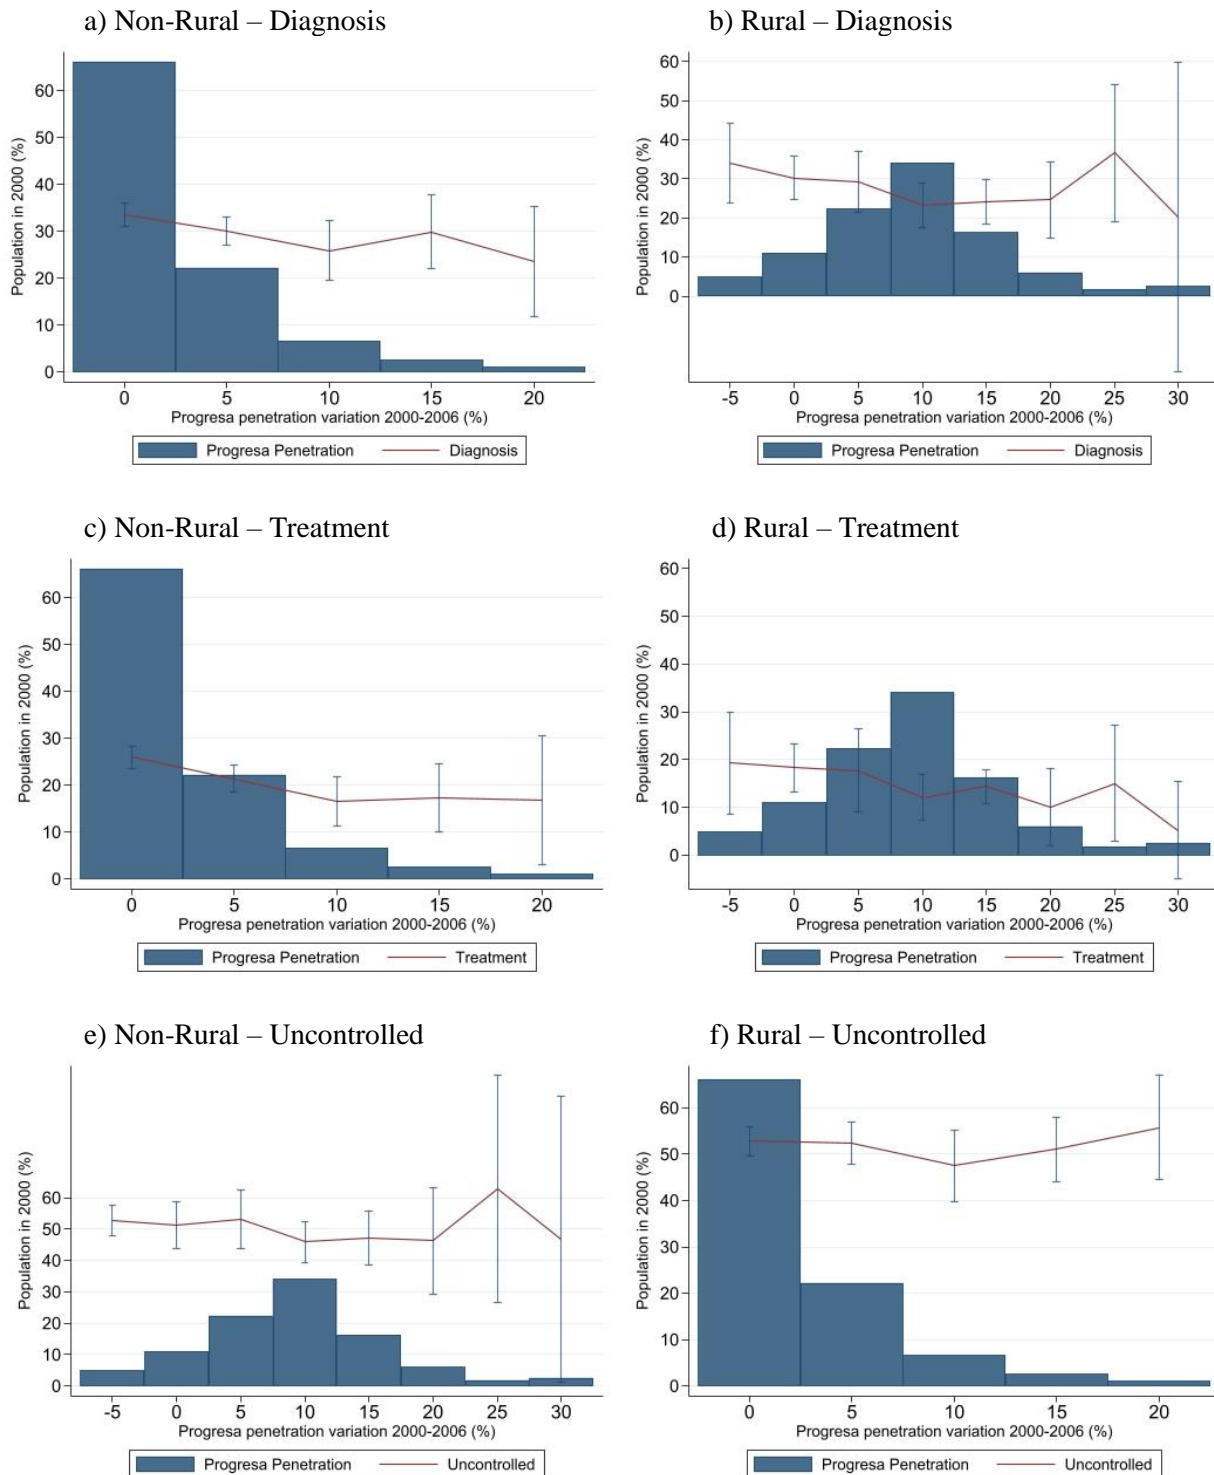 a) Non-Rural – Diagnosis
b) Rural – Diagnosis
Population in 2000 (%)
60
50
40
30
20
10
0
0 5 10 15 20
Progresa penetration variation 2000-2006 (%)
Progresa Penetration Diagnosis
Population in 2000 (%)
60
50
40
30
20
10
0
-5 0 5 10 15 20 25 30
Progresa penetration variation 2000-2006 (%)
Progresa Penetration Diagnosis
c) Non-Rural – Treatment
d) Rural – Treatment
Population in 2000 (%)
60
50
40
30
20
10
0
0 5 10 15 20
Progresa penetration variation 2000-2006 (%)
Progresa Penetration Treatment
Population in 2000 (%)
60
50
40
30
20
10
0
-5 0 5 10 15 20 25 30
Progresa penetration variation 2000-2006 (%)
Progresa Penetration Treatment
e) Non-Rural – Uncontrolled
f) Rural – Uncontrolled
Population in 2000 (%)
60
50
40
30
20
10
0
-5 0 5 10 15 20 25 30
Progresa penetration variation 2000-2006 (%)
Progresa Penetration Uncontrolled
Population in 2000 (%)
60
50
40
30
20
10
0
0 5 10 15 20
Progresa penetration variation 2000-2006 (%)
Progresa Penetration Uncontrolled